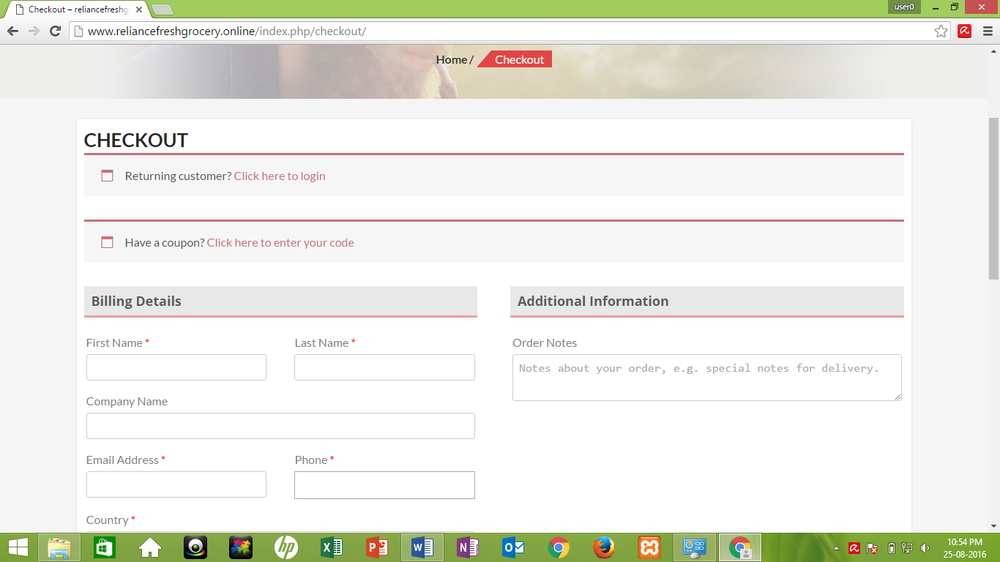 Checkout – reliancefreshg
user0
www.reliancefreshgrocery.online/index.php/checkout/
Home / Checkout
CHECKOUT
Returning customer? Click here to login
Have a coupon? Click here to enter your code
Billing Details
Additional Information
First Name *
Last Name *
Order Notes
Notes about your order, e.g. special notes for delivery.
Company Name
Email Address *
Phone *
Country *
hp
10:54 PM
25-08-2016